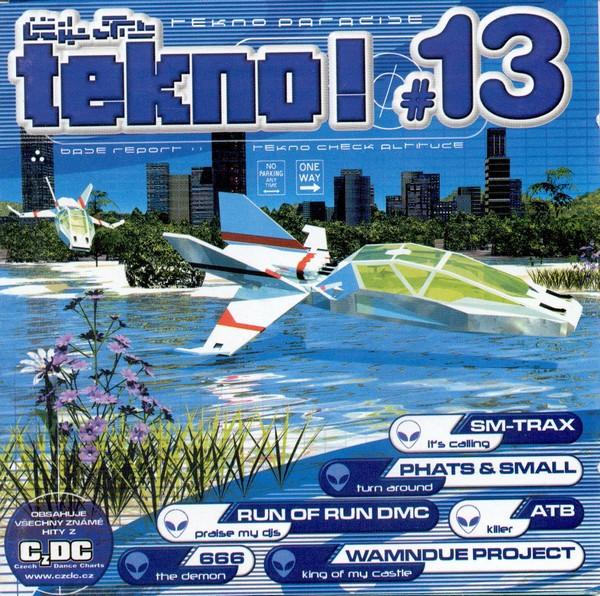 tekno paradise
tekno! #13
base report :: tekno check altitude
NO
PARKING
ANY
TIME
ONE
WAY
SM-TRAX
it's calling
PHATS & SMALL
turn around
RUN OF RUN DMC
praise my djs
ATB
killer
666
the demon
WAMNDUE PROJECT
king of my castle
OBSAHUJE
VŠECHNY ZNÁMÉ
HITY Z
CzDC
Czech Dance Charts
www.czdc.cz